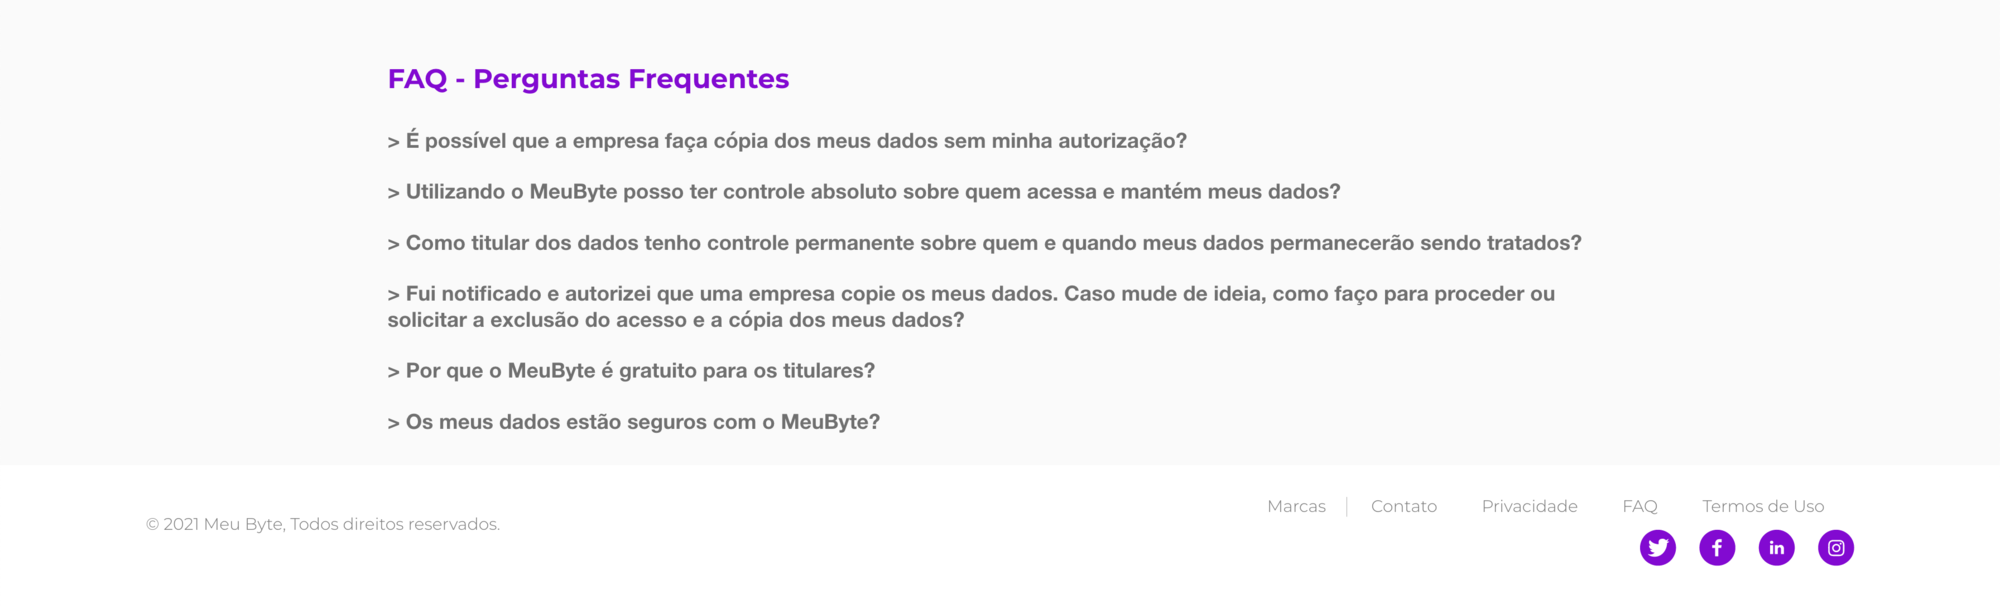 FAQ - Perguntas Frequentes
> É possível que a empresa faça cópia dos meus dados sem minha autorização?
> Utilizando o MeuByte posso ter controle absoluto sobre quem acessa e mantém meus dados?
> Como titular dos dados tenho controle permanente sobre quem e quando meus dados permanecerão sendo tratados?
> Fui notificado e autorizei que uma empresa copie os meus dados. Caso mude de ideia, como faço para proceder ou
solicitar a exclusão do acesso e a cópia dos meus dados?
> Por que o MeuByte é gratuito para os titulares?
> Os meus dados estão seguros com o MeuByte?
© 2021 Meu Byte, Todos direitos reservados.
Marcas | Contato Privacidade FAQ Termos de Uso